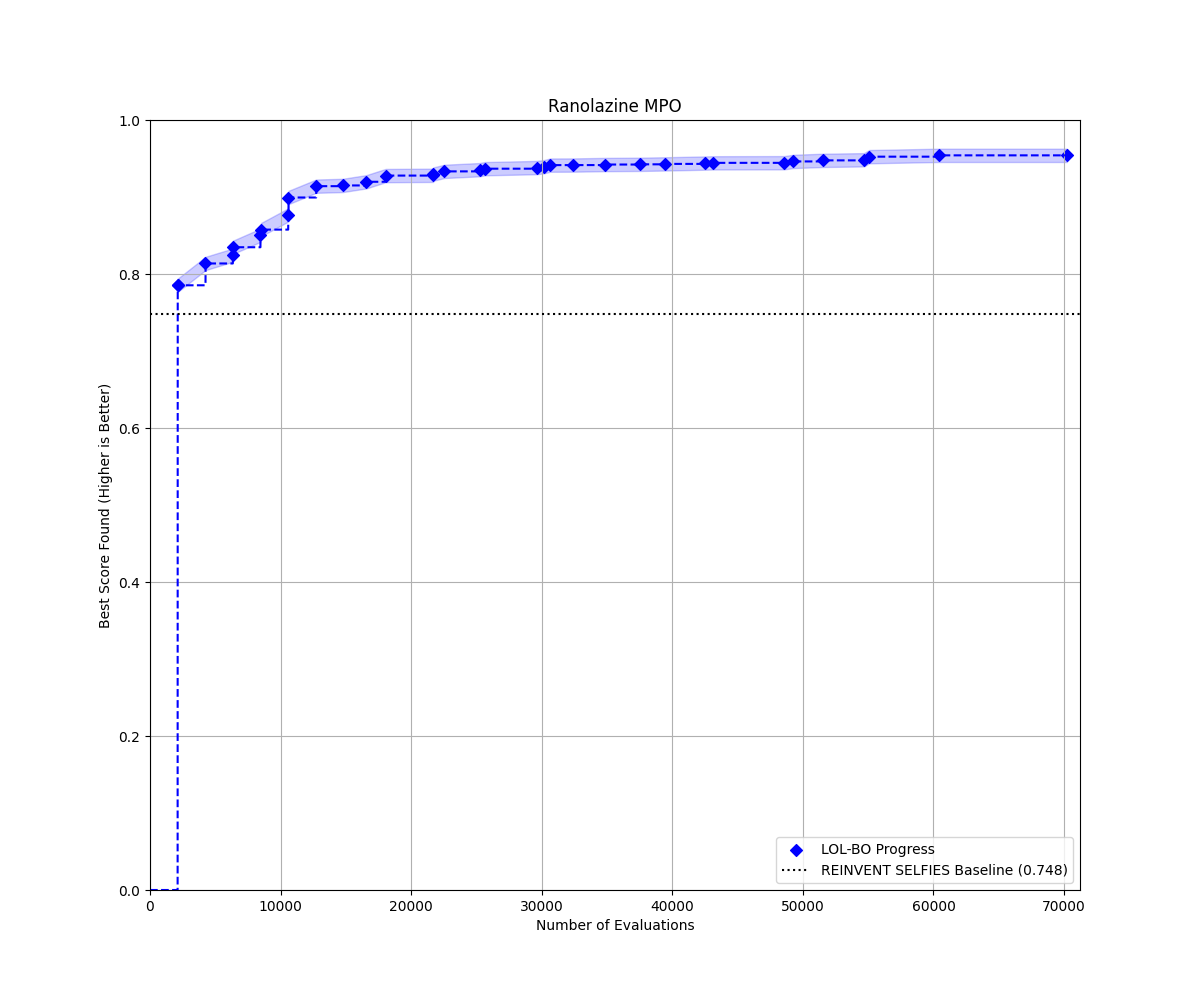 Ranolazine MPO
Best Score Found (Higher is Better)
1.0
0.8
0.6
0.4
0.2
0.0
0 10000 20000 30000 40000 50000 60000 70000
Number of Evaluations
LOL-BO Progress
REINVENT SELFIES Baseline (0.748)